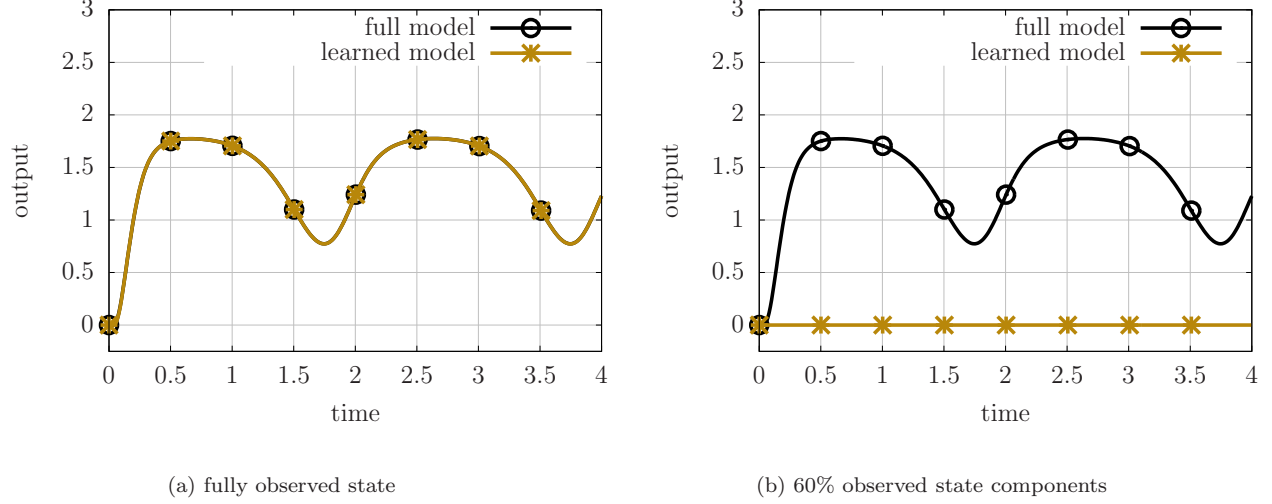 full model
learned model
3
2.5
2
1.5
1
0.5
0
output
0 0.5 1 1.5 2 2.5 3 3.5 4
time
(a) fully observed state
full model
learned model
3
2.5
2
1.5
1
0.5
0
output
0 0.5 1 1.5 2 2.5 3 3.5 4
time
(b) 60% observed state components